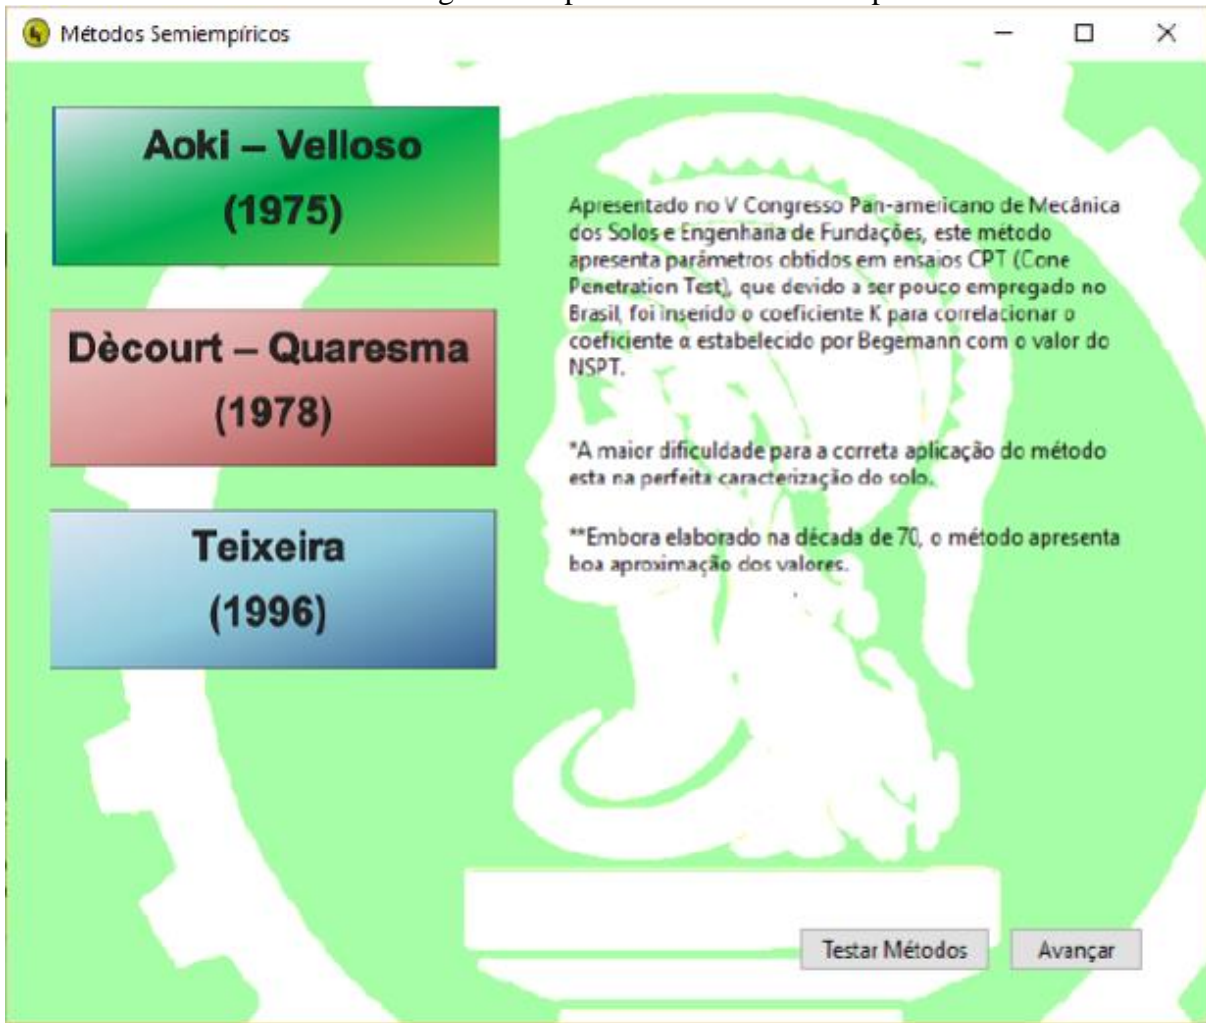 Métodos Semiempíricos
Aoki – Velloso
(1975)
Dècourt – Quaresma
(1978)
Teixeira
(1996)
Apresentado no V Congresso Pan-americano de Mecânica
dos Solos e Engenharia de Fundações, este método
apresenta parâmetros obtidos em ensaios CPT (Cone
Penetration Test), que devido a ser pouco empregado no
Brasil, foi inserido o coeficiente K para correlacionar o
coeficiente α estabelecido por Begemann com o valor do
NSPT.
*A maior dificuldade para a correta aplicação do método
esta na perfeita caracterização do solo.
**Embora elaborado na década de 70, o método apresenta
boa aproximação dos valores.
Testar Métodos
Avançar